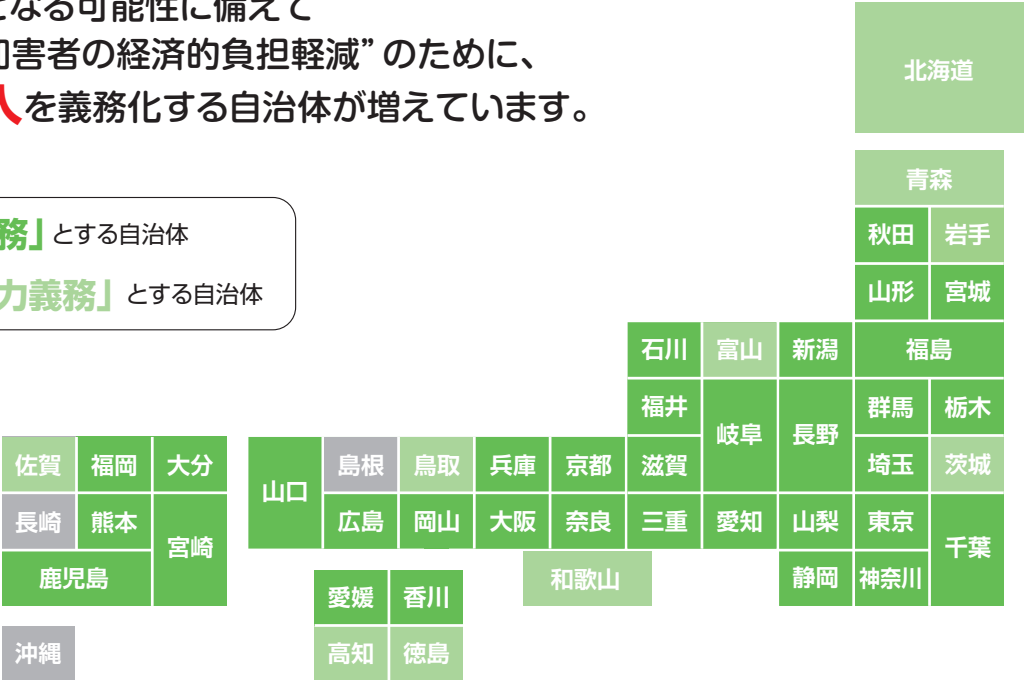 となる可能性に備えて
害者の経済的負担軽減”のために、
を義務化する自治体が増えています。
務」とする自治体
力義務」とする自治体
北海道
青森
秋田 岩手
山形 宮城
石川 富山 新潟 福島
福井 岐阜 長野 群馬 栃木
佐賀 福岡 大分 山口 島根 鳥取 兵庫 京都 滋賀 埼玉 茨城
長崎 熊本 宮崎 広島 岡山 大阪 奈良 三重 愛知 山梨 東京 千葉
鹿児島 愛媛 香川 和歌山 静岡 神奈川
沖縄 高知 徳島